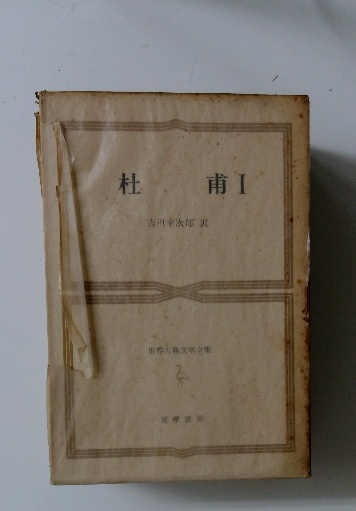 杜 甫 I
吉川幸次郎 訳
世界古典文学全集
筑摩書房